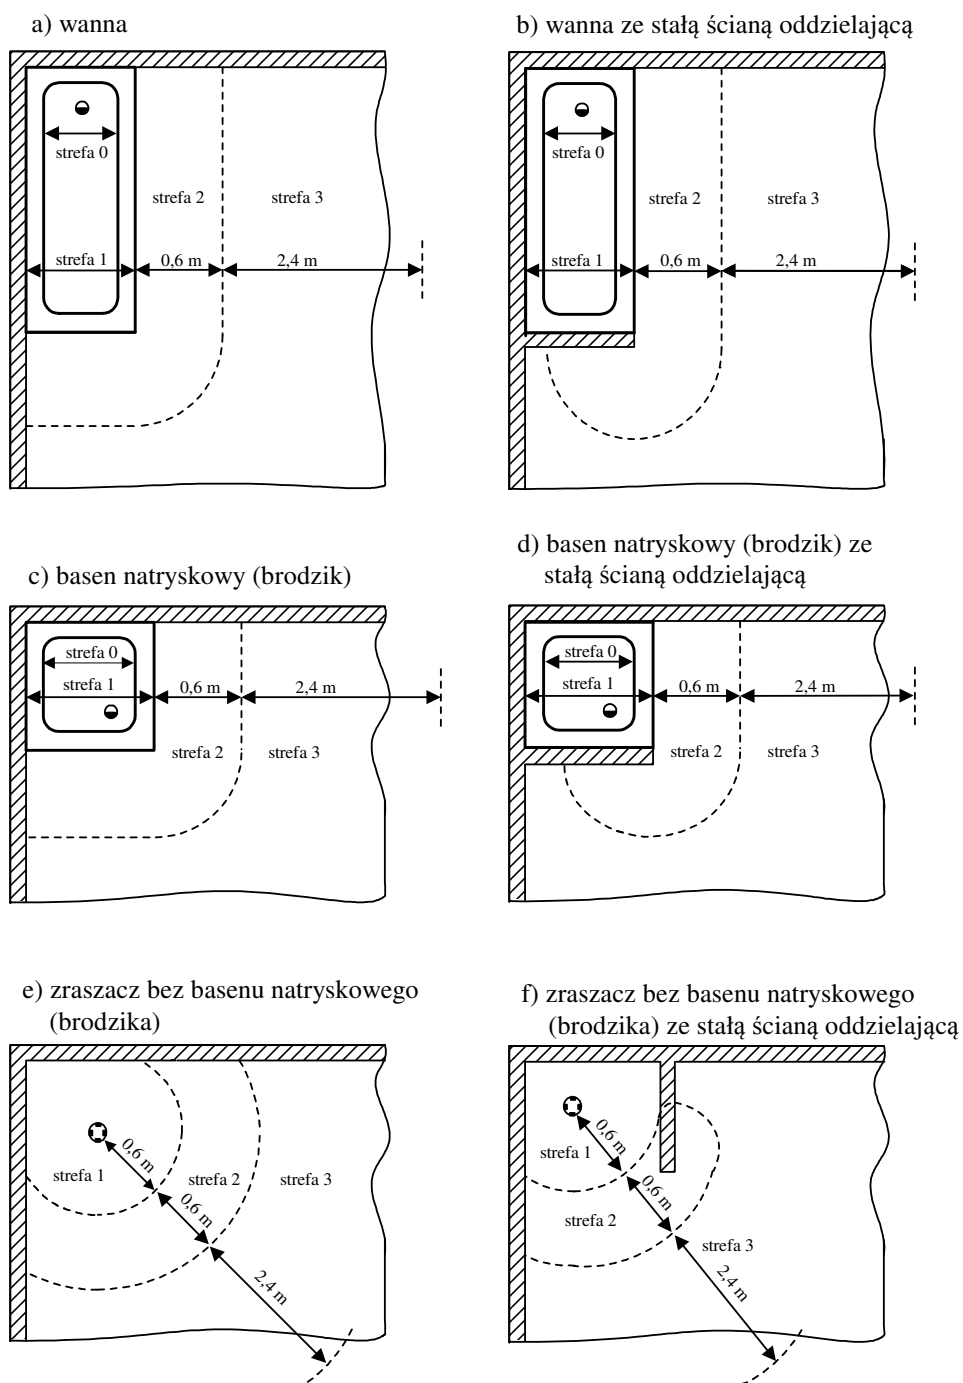 a) wanna
strefa 0
strefa 2
strefa 3
strefa 1
0,6 m
2,4 m
b) wanna ze stałą ścianą oddzielającą
strefa 0
strefa 2
strefa 3
strefa 1
0,6 m
2,4 m
c) basen natryskowy (brodzik)
strefa 0
strefa 1
0,6 m
2,4 m
strefa 2
strefa 3
d) basen natryskowy (brodzik) ze
stałą ścianą oddzielającą
strefa 0
strefa 1
0,6 m
2,4 m
strefa 2
strefa 3
e) zraszacz bez basenu natryskowego
(brodzika)
0,6 m
strefa 1
strefa 2
strefa 3
0,6 m
2,4 m
f) zraszacz bez basenu natryskowego
(brodzika) ze stałą ścianą oddzielającą
0,6 m
strefa 1
0,6 m
strefa 2
strefa 3
2,4 m